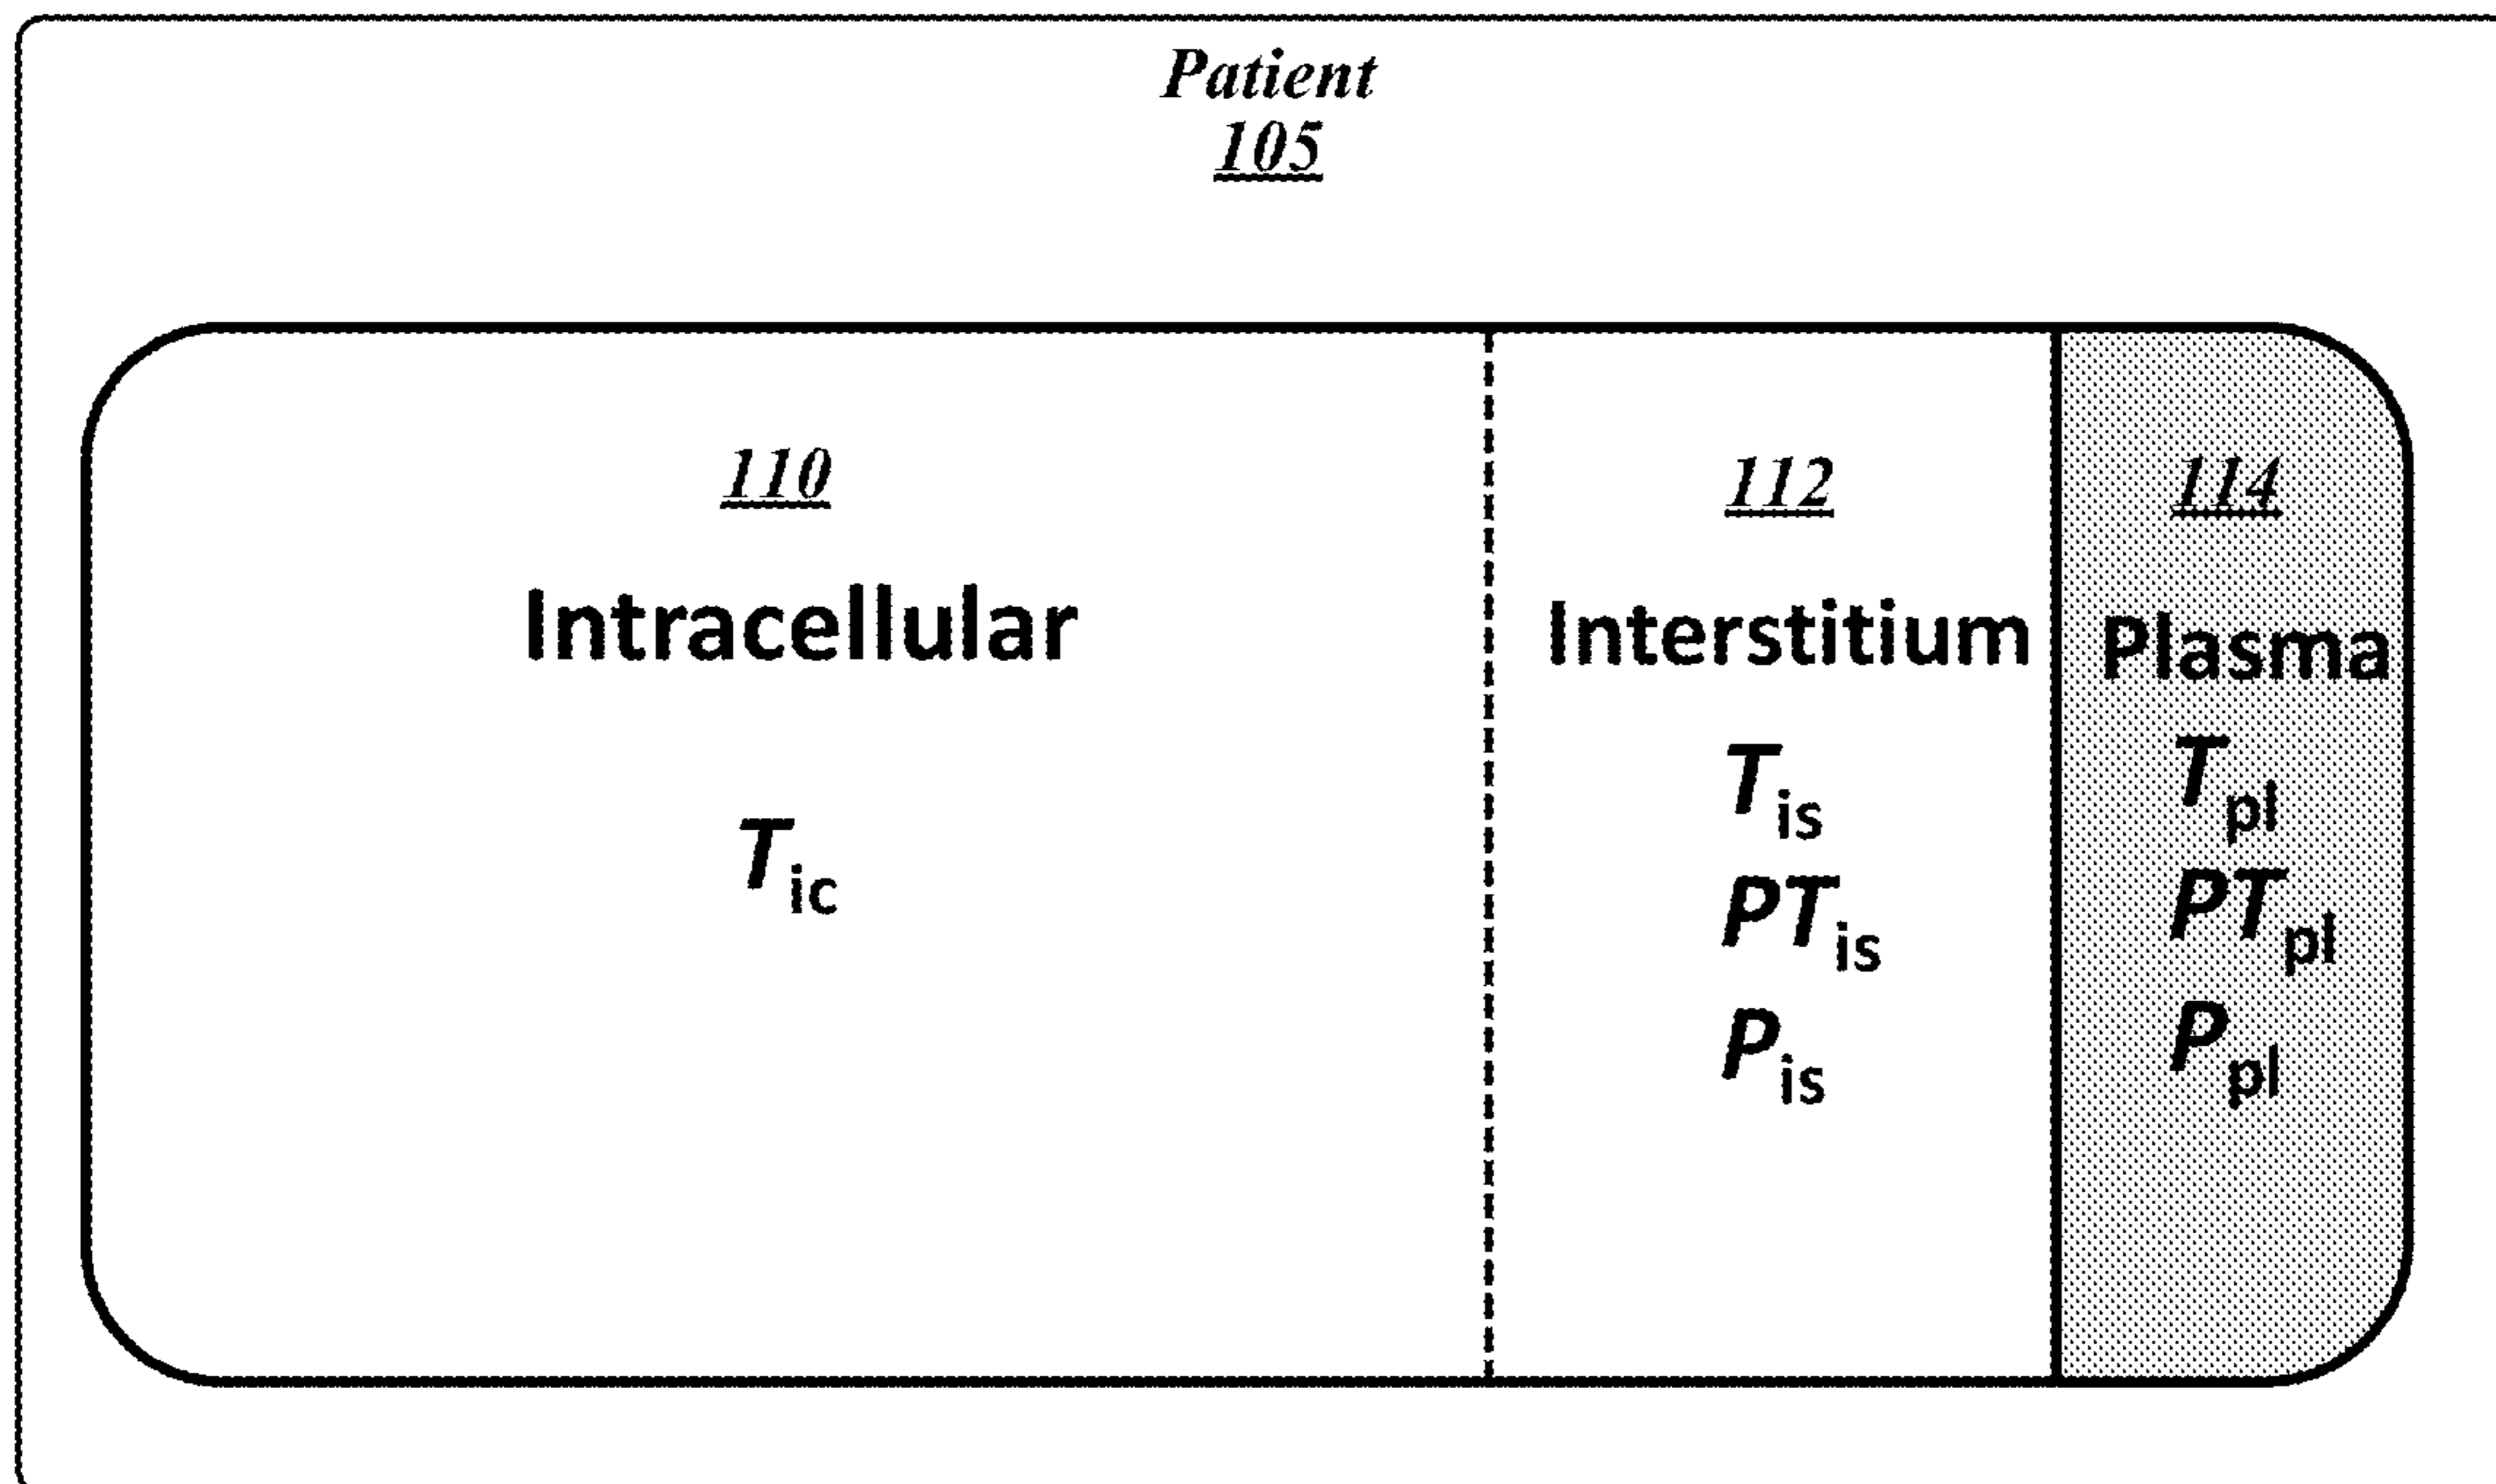 Patient
105
110
Intracellular
T_ic
112
Interstitium
T_is
PT_is
P_is
114
Plasma
T_pl
PT_pl
P_pl